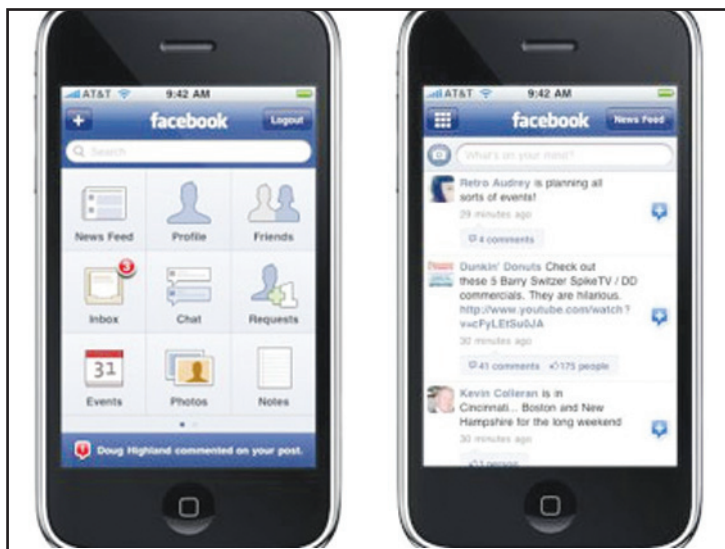 AT&T 9:42 AM
facebook Logout
Search
News Feed Profile Friends
3
Inbox Chat Requests
31
Events Photos Notes
Doug Highland commented on your post.
AT&T 9:42 AM
facebook News Feed
What's on your mind?
Retro Audrey is planning all
sorts of events!
29 minutes ago
4 comments
Dunkin' Donuts Check out
these 5 Barry Switzer SpikeTV / DD
commercials. They are hilarious.
http://www.youtube.com/watch?
30 minutes ago
41 comments 175 people
Kevin Colleran is in
Cincinnati... Boston and New
Hampshire for the long weekend
30 minutes ago
1 person